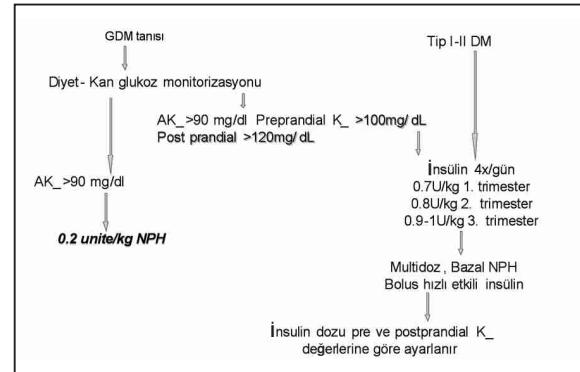 GDM tanısı
Tip I-II DM
Diyet- Kan glukoz monitorizasyonu
AK_>90 mg/dl Preprandial K_ >100mg/ dL
Post prandial >120mg/ dL
AK_>90 mg/dl
0.2 unite/kg NPH
İnsülin 4x/gün
0.7U/kg 1. trimester
0.8U/kg 2. trimester
0.9-1U/kg 3. trimester
Multidoz , Bazal NPH
Bolus hızlı etkili insülin
İnsulin dozu pre ve postprandial K_
değerlerine göre ayarlanır